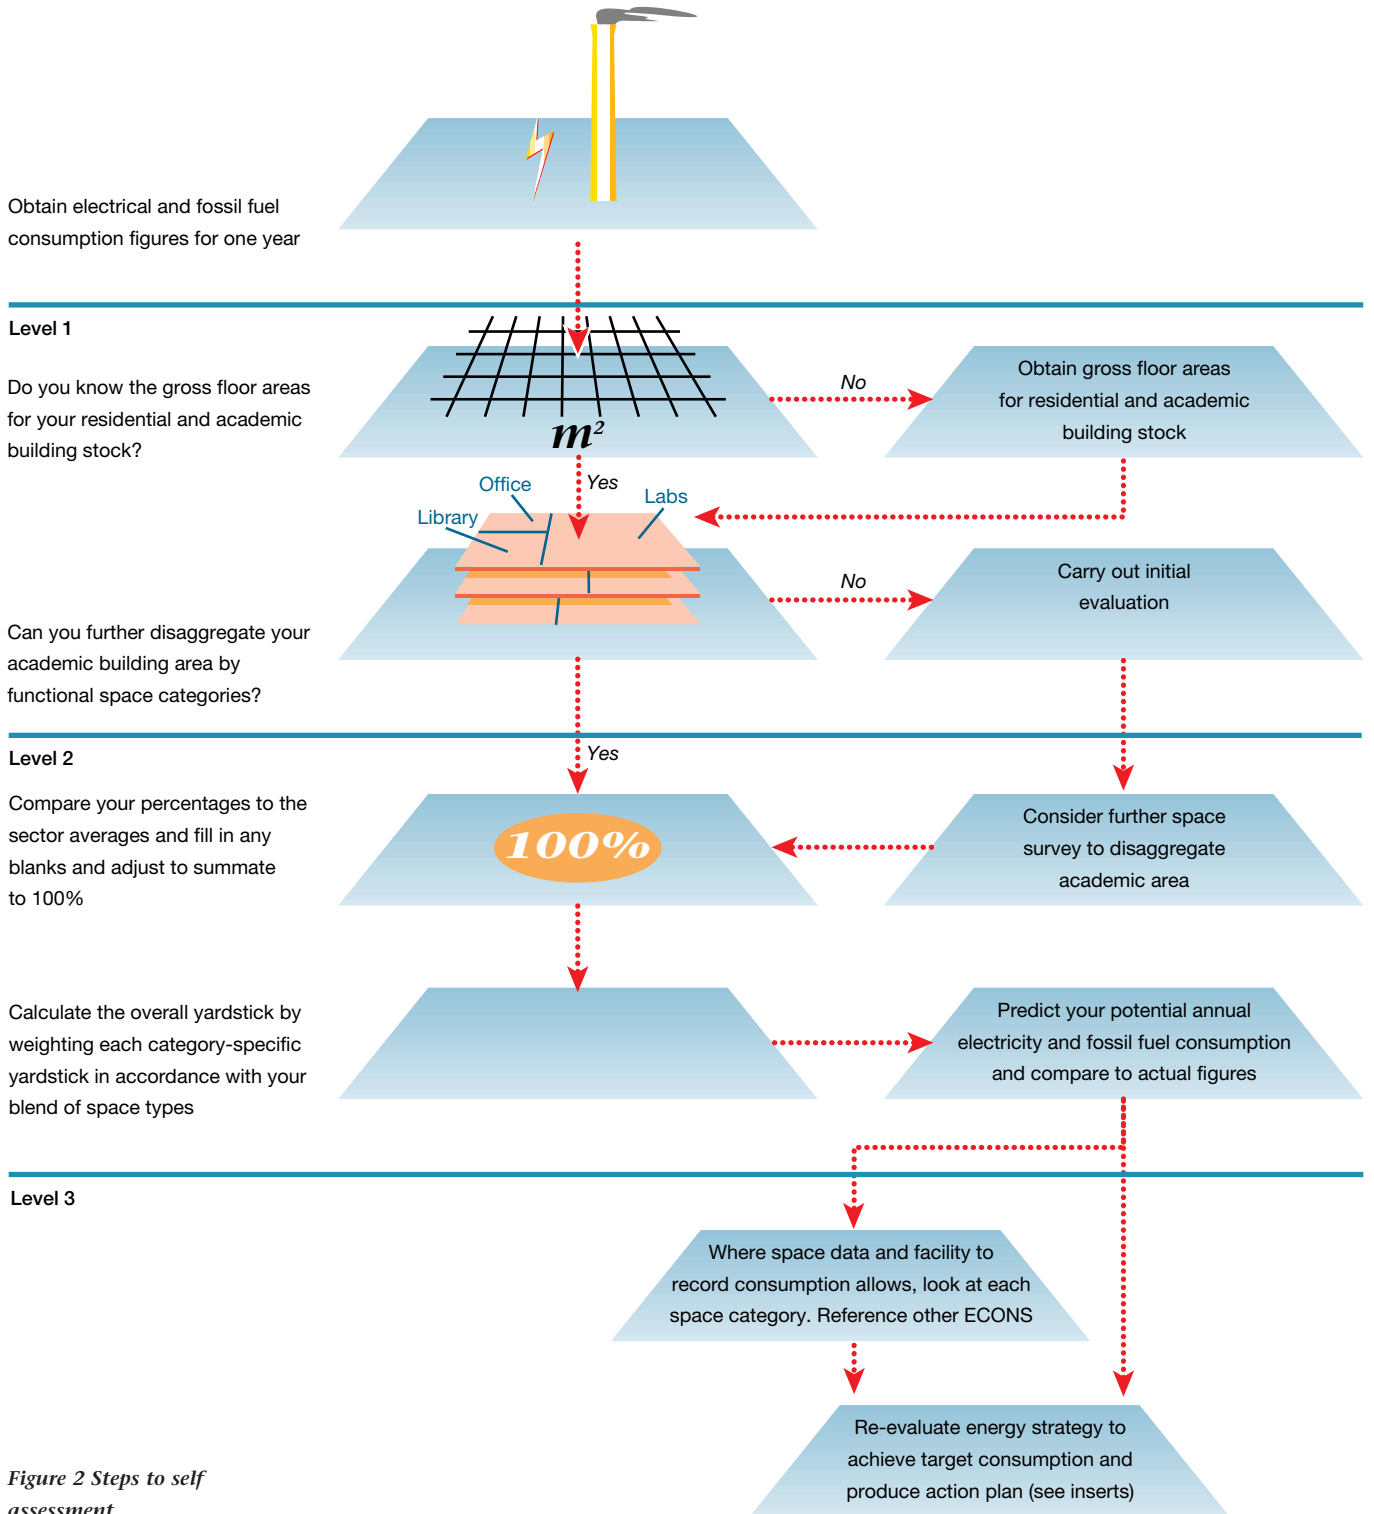 Obtain electrical and fossil fuel
consumption figures for one year
Level 1
Do you know the gross floor areas
for your residential and academic
building stock?
m²
No
Obtain gross floor areas
for residential and academic
building stock
Yes
Office
Library
Labs
Can you further disaggregate your
academic building area by
functional space categories?
No
Carry out initial
evaluation
Level 2
Yes
Compare your percentages to the
sector averages and fill in any
blanks and adjust to summate
to 100%
100%
Consider further space
survey to disaggregate
academic area
Calculate the overall yardstick by
weighting each category-specific
yardstick in accordance with your
blend of space types
Predict your potential annual
electricity and fossil fuel consumption
and compare to actual figures
Level 3
Where space data and facility to
record consumption allows, look at each
space category. Reference other ECONS
Re-evaluate energy strategy to
achieve target consumption and
produce action plan (see inserts)
Figure 2 Steps to self
assessment